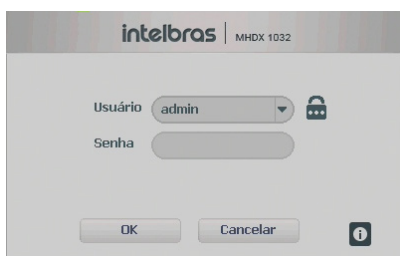 intelbras | MHDX 1032
Usuário admin
Senha
OK Cancelar